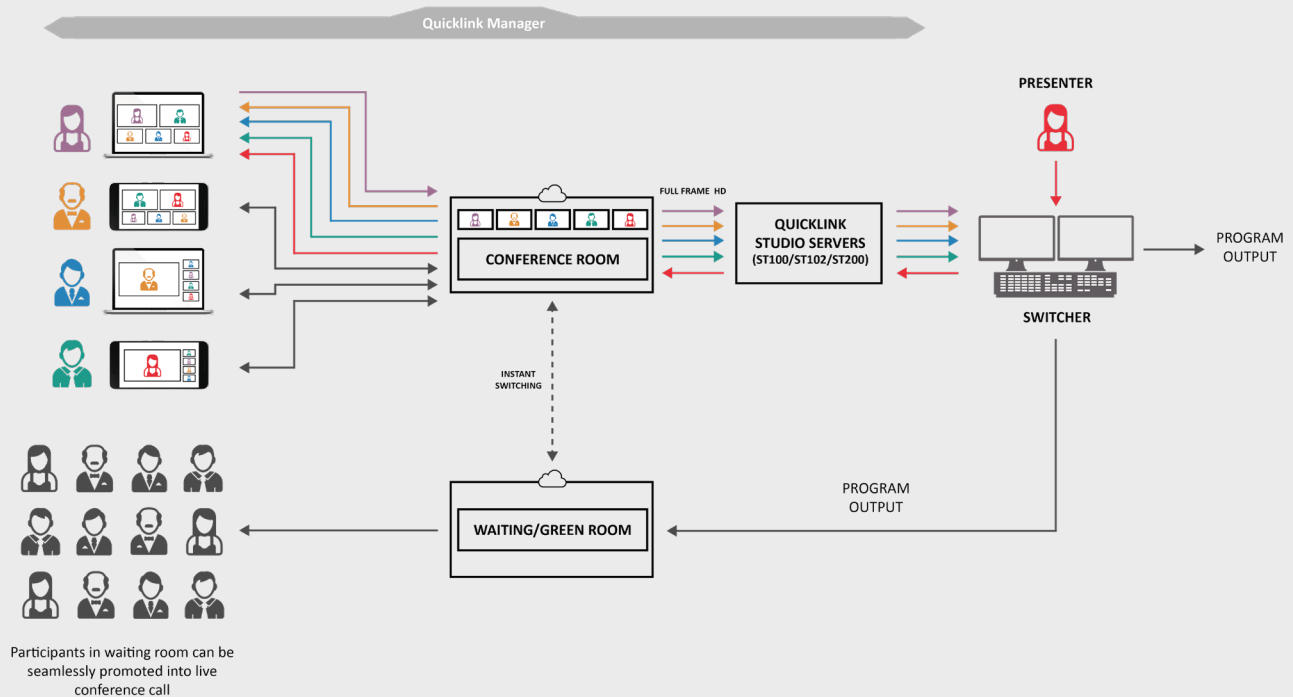 Quicklink Manager
PRESENTER
FULL FRAME HD
QUICKLINK
STUDIO SERVERS
(ST100/ST102/ST200)
CONFERENCE ROOM
PROGRAM
OUTPUT
SWITCHER
INSTANT
SWITCHING
PROGRAM
OUTPUT
WAITING/GREEN ROOM
Participants in waiting room can be
seamlessly promoted into live
conference call